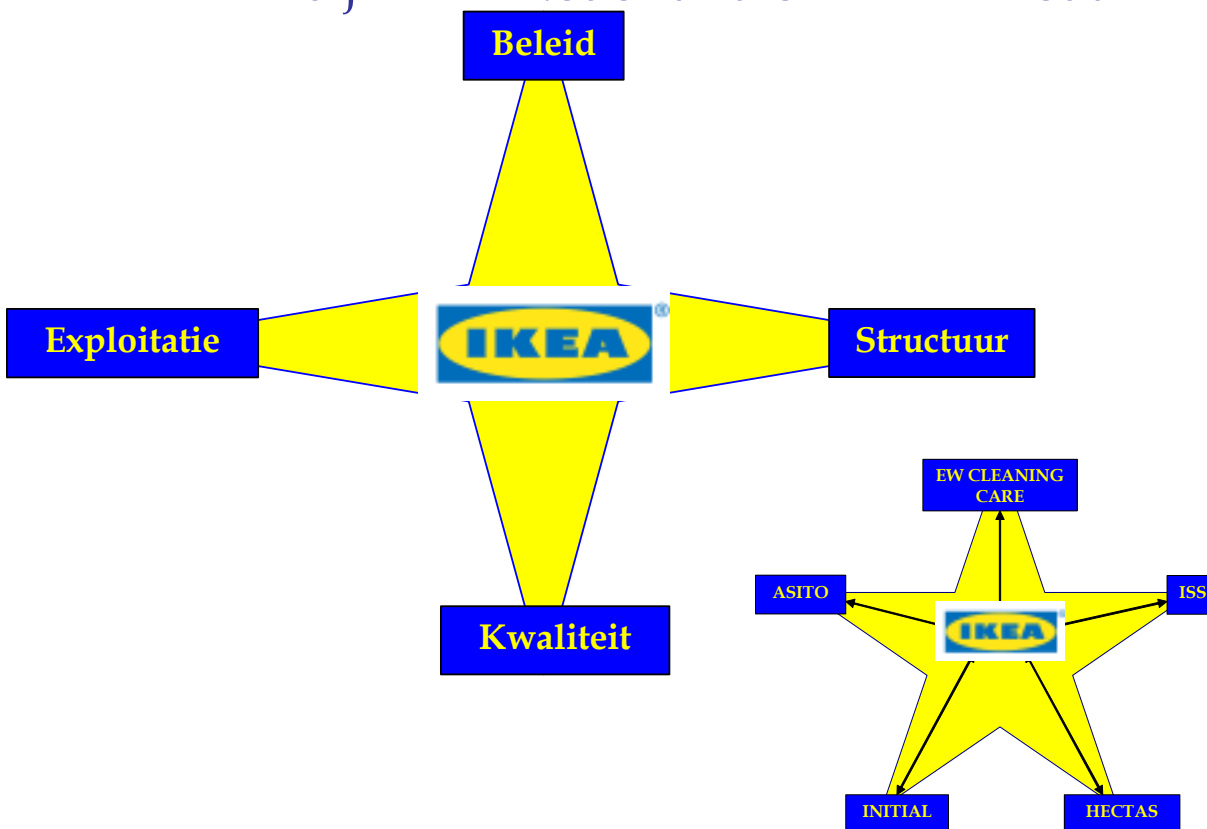 Beleid
IKEA
®
Exploitatie
Structuur
Kwaliteit
EW CLEANING
CARE
ASITO
ISS
IKEA
INITIAL
HECTAS